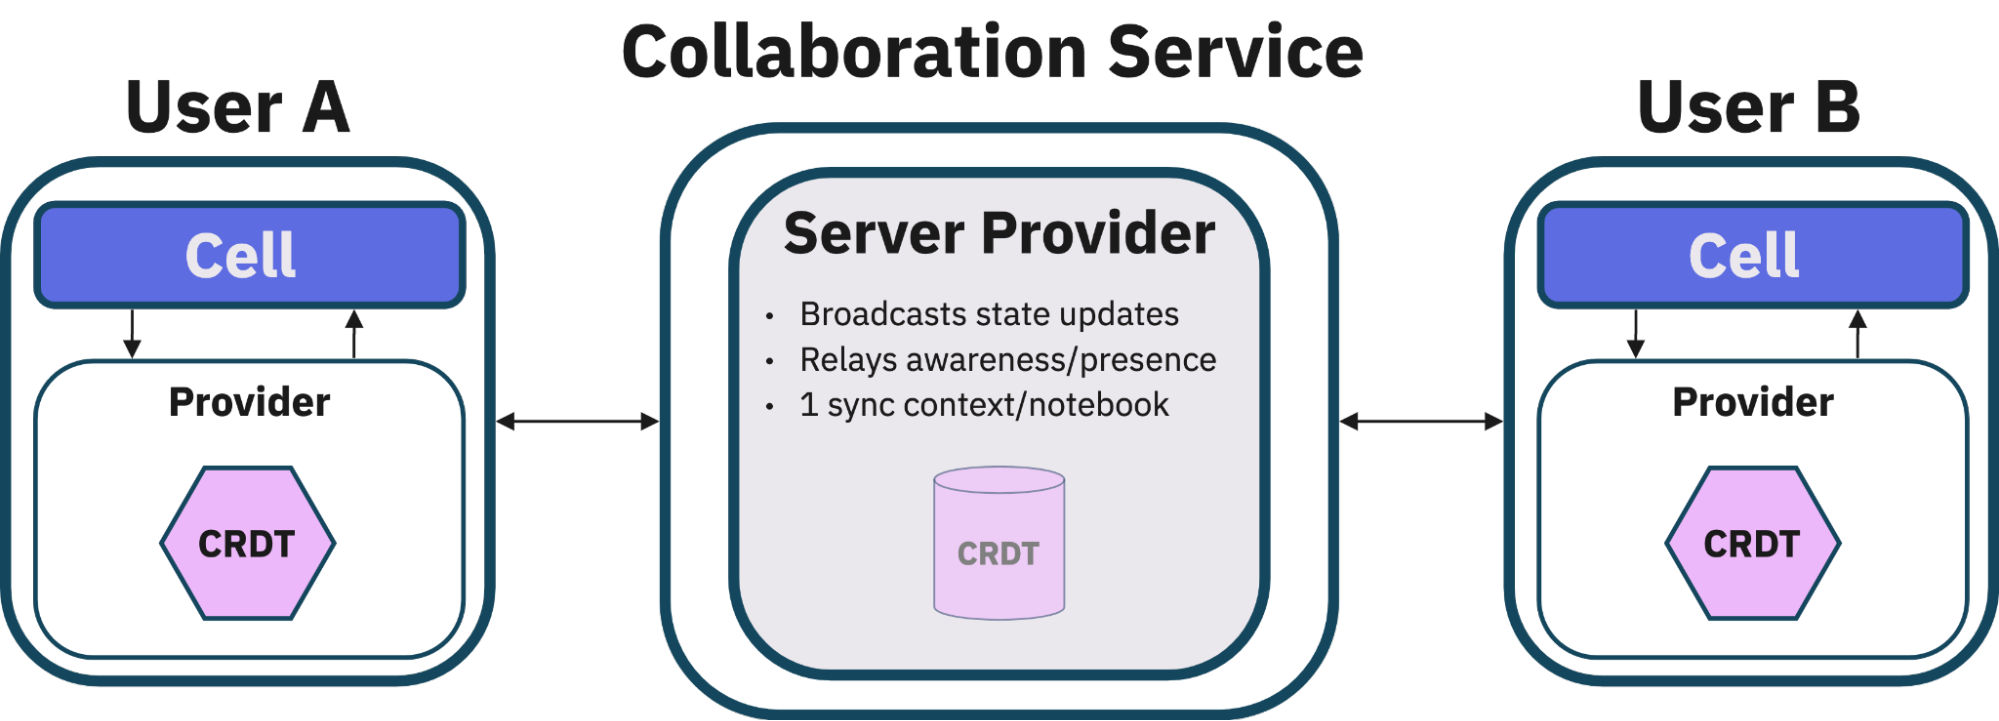 Collaboration Service
User A
Cell
Provider
CRDT
Server Provider
• Broadcasts state updates
• Relays awareness/presence
• 1 sync context/notebook
CRDT
User B
Cell
Provider
CRDT